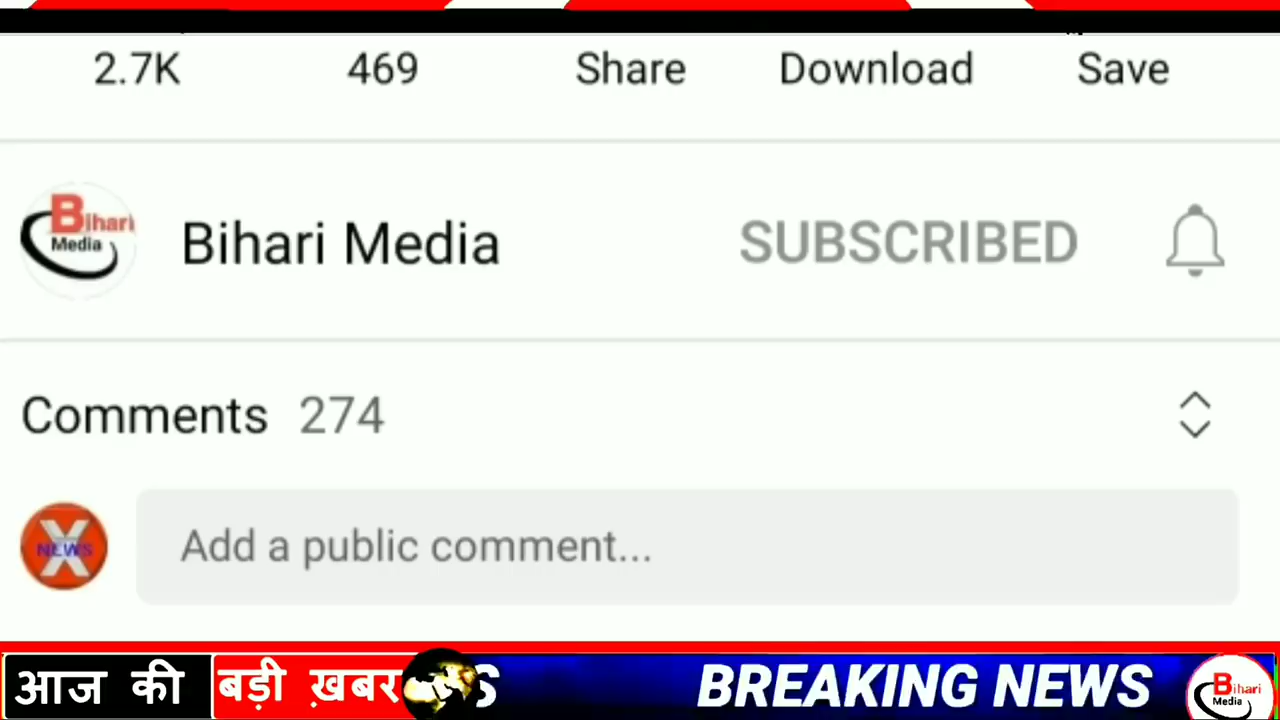 2.7K 469 Share Download Save
Bihari Media
Bihari Media SUBSCRIBED
Comments 274
NEWS
X
Add a public comment...
आज की बड़ी ख़बर S BREAKING NEWS
Bihari Media